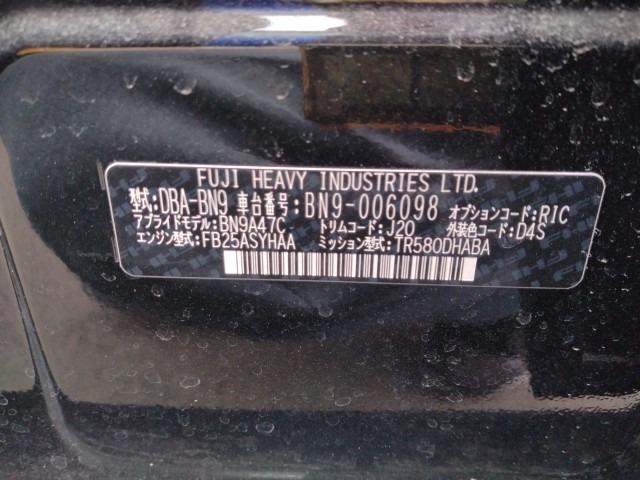 FUJI HEAVY INDUSTRIES LTD.
型式:DBA-BN9 車台番号:BN9-006098 オプションコード:RIC
アプライドモデル:BN9A47C トリムコード:J20 外装色コード:D4S
エンジン型式:FB25ASYHAA ミッション型式:TR580DHABA